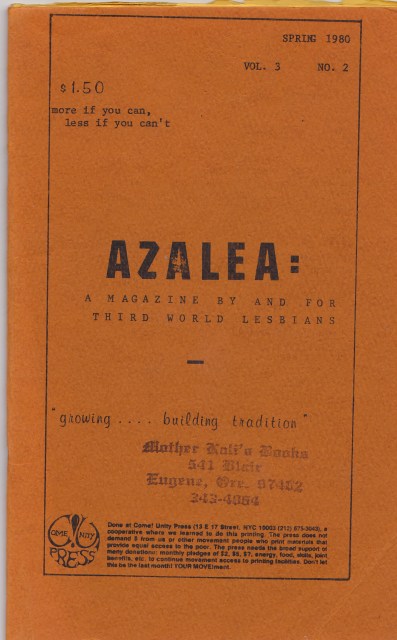 SPRING 1980
VOL. 3 NO. 2
$1.50
more if you can,
less if you can't
AZALEA:
A MAGAZINE BY AND FOR
THIRD WORLD LESBIANS
"growing .... building tradition"
Mother Kali's Books
541 Blair
Eugene, Ore. 97402
343-4864
COME! UNITY
PRESS
Done at Come! Unity Press (13 E 17 Street, NYC 10003 (212) 675-3043), a
cooperative where we learned to do this printing. The press does not
demand $ from us or other movement people who print materials that
provide equal access to the poor. The press needs the broad support of
many donations: monthly pledges of $2, $5, $?, energy, food, skills, joint
benefits, etc. to continue movement access to printing facilities. Don't let
this be the last month!! YOUR MOVEment.